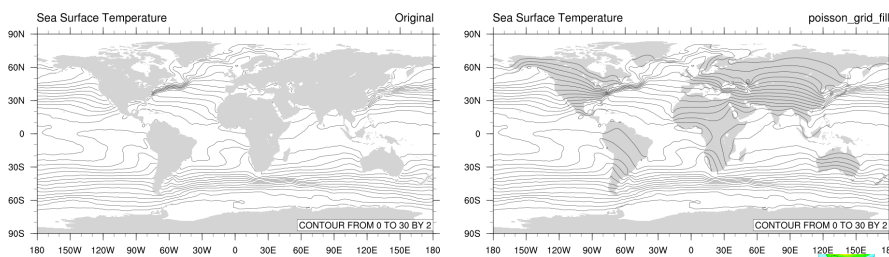 Sea Surface Temperature Original
90N
60N
30N
0
30S
60S
90S
CONTOUR FROM 0 TO 30 BY 2
180 150W 120W 90W 60W 30W 0 30E 60E 90E 120E 150E 180
Sea Surface Temperature poisson_grid_fill
90N
60N
30N
0
30S
60S
90S
CONTOUR FROM 0 TO 30 BY 2
180 150W 120W 90W 60W 30W 0 30E 60E 90E 120E 150E 180